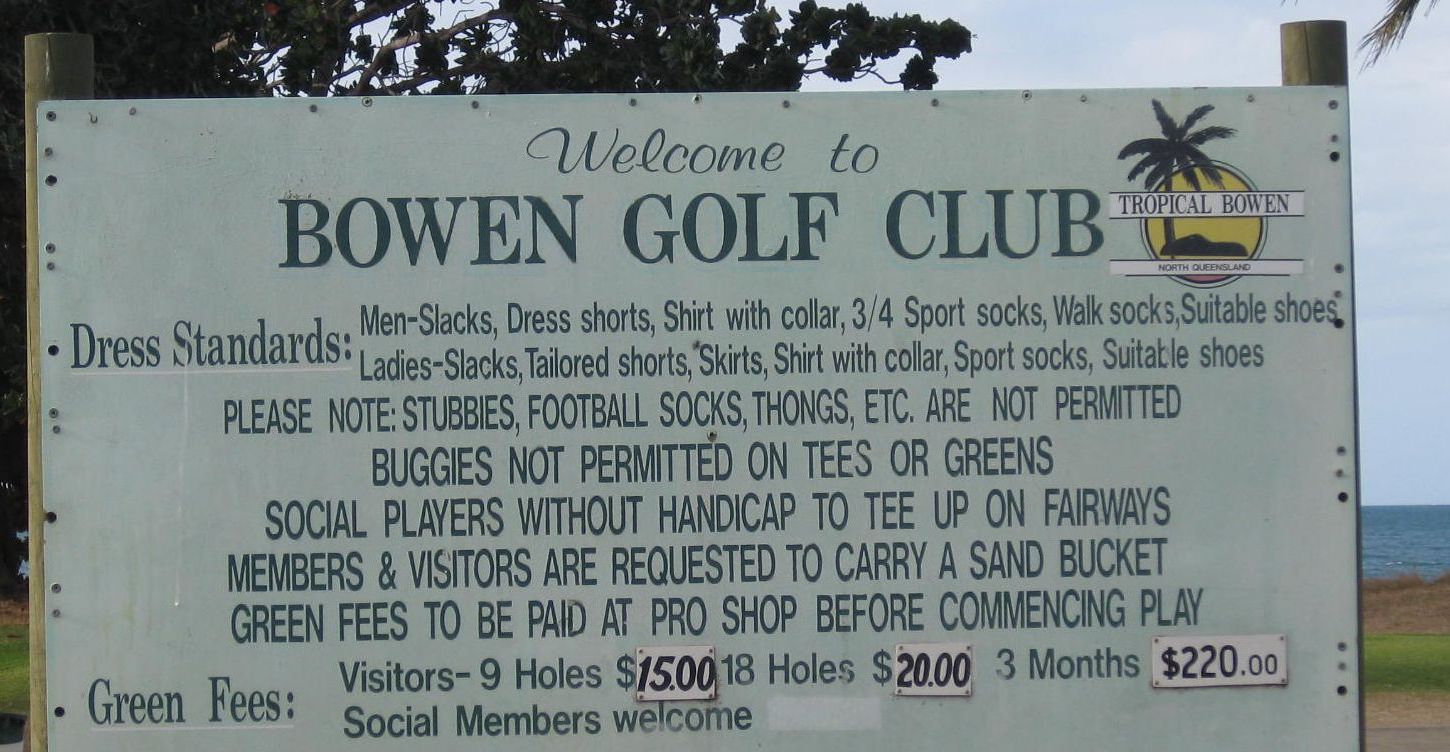 Welcome to
BOWEN GOLF CLUB
TROPICAL BOWEN
NORTH QUEENSLAND
Dress Standards: Men-Slacks, Dress shorts, Shirt with collar, 3/4 Sport socks, Walk socks, Suitable shoes
Ladies-Slacks, Tailored shorts, Skirts, Shirt with collar, Sport socks, Suitable shoes
PLEASE NOTE: STUBBIES, FOOTBALL SOCKS, THONGS, ETC. ARE NOT PERMITTED
BUGGIES NOT PERMITTED ON TEES OR GREENS
SOCIAL PLAYERS WITHOUT HANDICAP TO TEE UP ON FAIRWAYS
MEMBERS & VISITORS ARE REQUESTED TO CARRY A SAND BUCKET
GREEN FEES TO BE PAID AT PRO SHOP BEFORE COMMENCING PLAY
Green Fees: Visitors- 9 Holes $15.00 18 Holes $20.00 3 Months $220.00
Social Members welcome